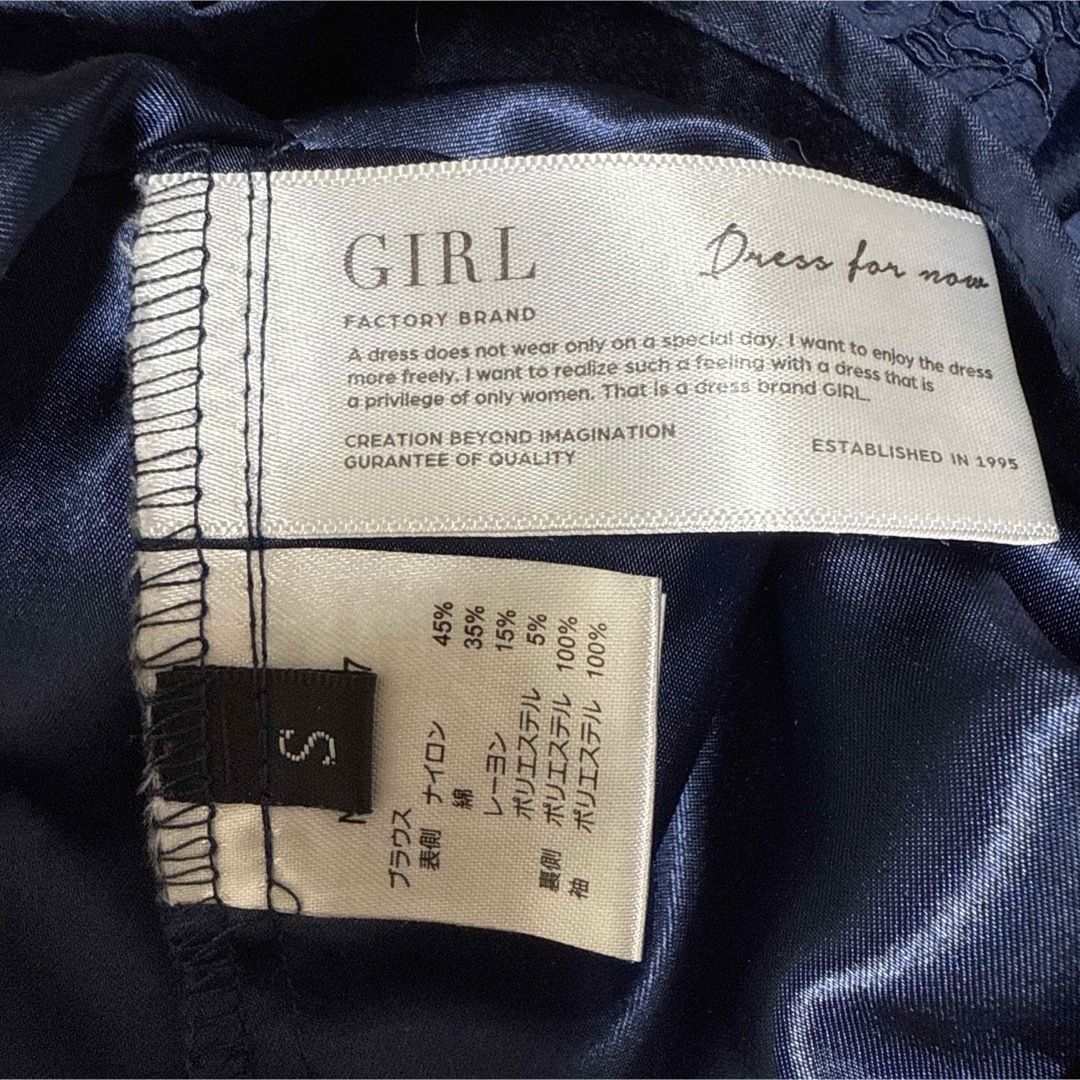 GIRL
Dress for now
FACTORY BRAND
A dress does not wear only on a special day. I want to enjoy the dress
more freely. I want to realize such a feeling with a dress that is
a privilege of only women. That is a dress brand GIRL.
CREATION BEYOND IMAGINATION
GURANTEE OF QUALITY
ESTABLISHED IN 1995
S
ブラウス
表側 ナイロン 45%
綿 35%
レーヨン 15%
ポリエステル 5%
裏側 ポリエステル 100%
袖 ポリエステル 100%